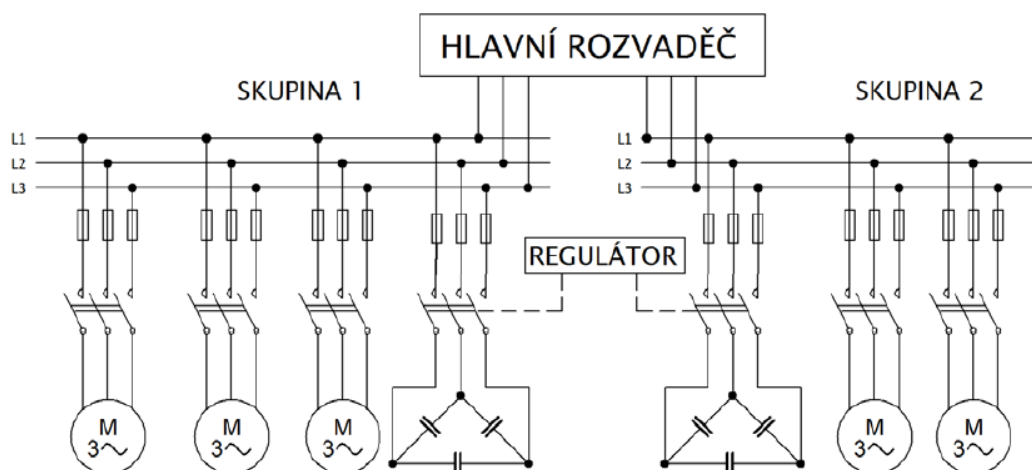 HLAVNÍ ROZVADĚČ
SKUPINA 1
SKUPINA 2
L1
L2
L3
L1
L2
L3
REGULÁTOR
M
3~
M
3~
M
3~
M
3~
M
3~